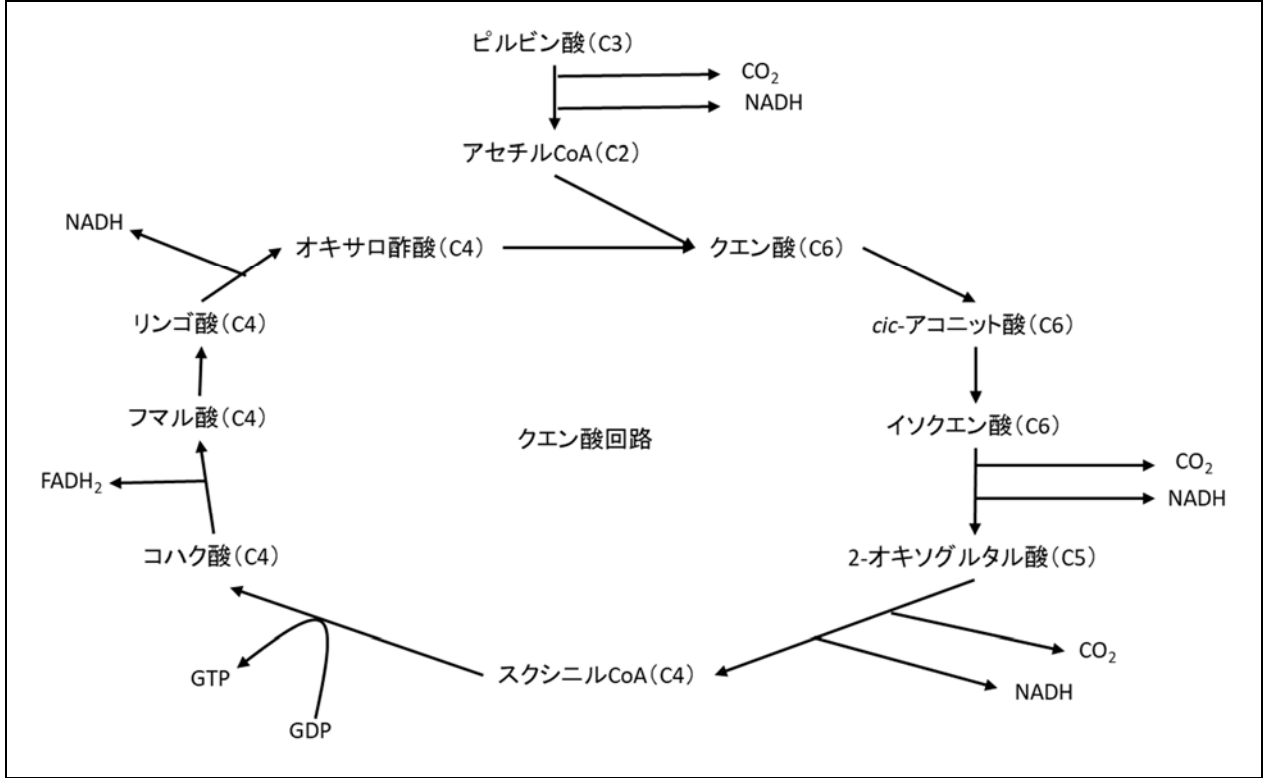 ピルビン酸(C3)
CO₂
NADH
アセチルCoA(C2)
NADH
オキサロ酢酸(C4)
クエン酸(C6)
リンゴ酸(C4)
cic-アコニット酸(C6)
フマル酸(C4)
クエン酸回路
イソクエン酸(C6)
CO₂
FADH₂
NADH
コハク酸(C4)
2-オキソグルタル酸(C5)
CO₂
GTP
スクシニルCoA(C4)
NADH
GDP